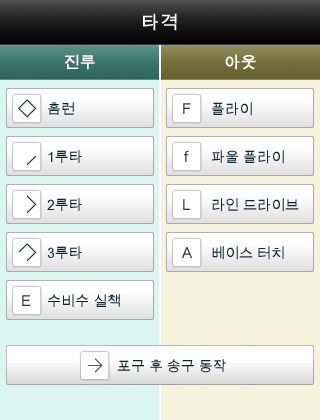 타격
진루
아웃
홈런
F 플라이
1루타
f 파울 플라이
2루타
L 라인 드라이브
3루타
A 베이스 터치
E 수비수 실책
포구 후 송구 동작